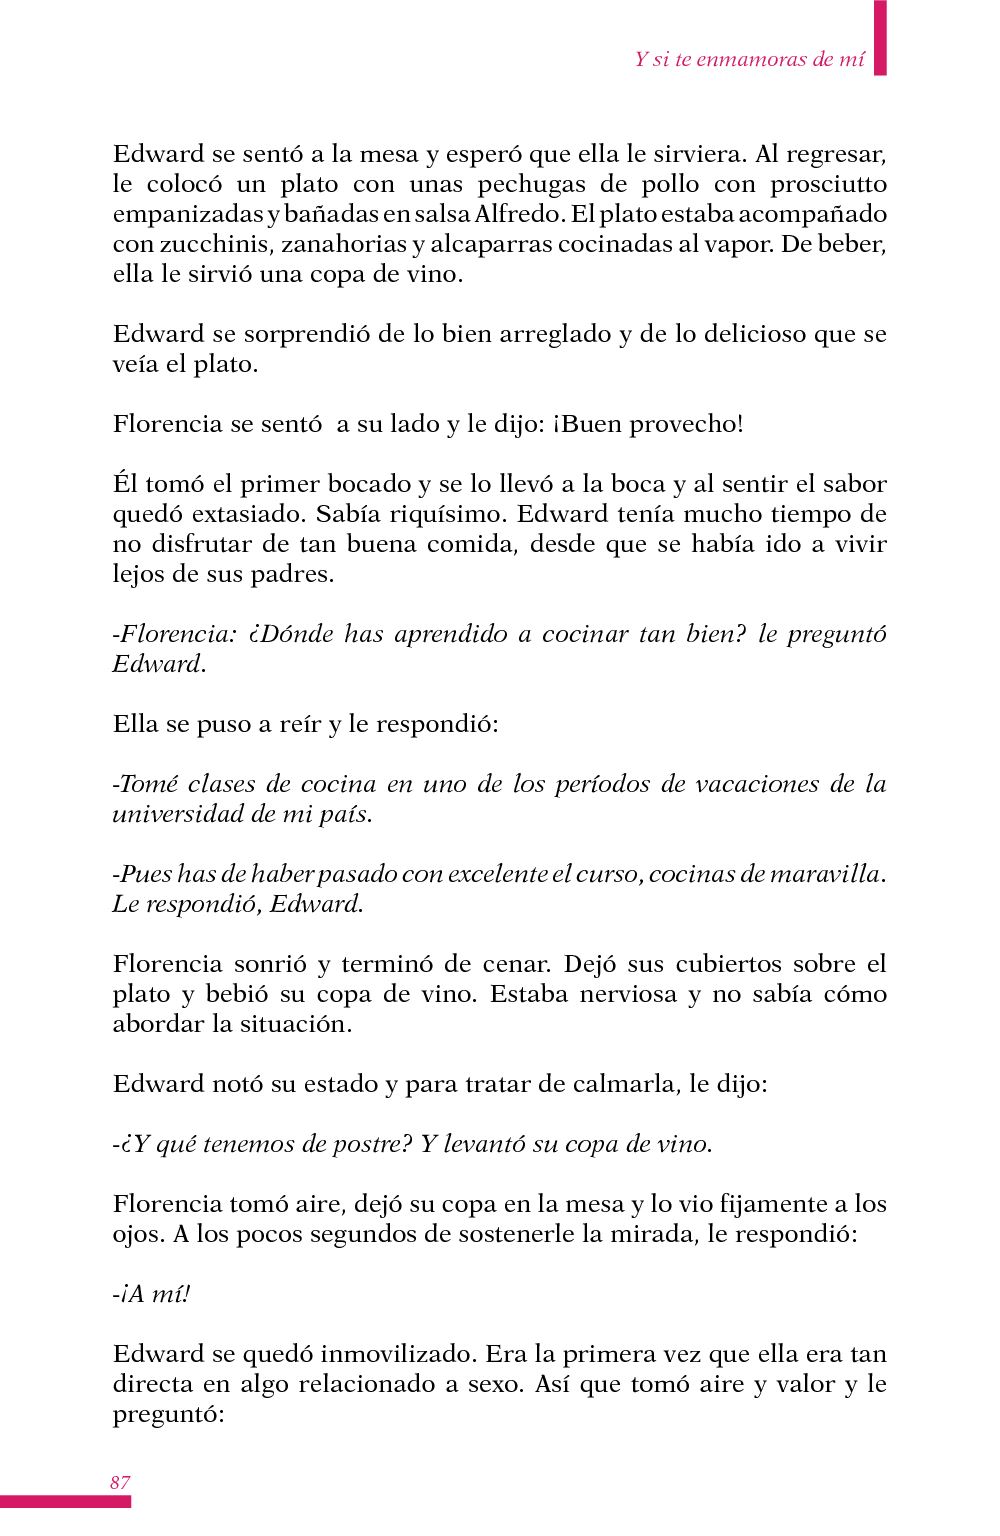 Y si te enmamoras de mí
Edward se sentó a la mesa y esperó que ella le sirviera. Al regresar,
le colocó un plato con unas pechugas de pollo con prosciutto
empanizadas y bañadas en salsa Alfredo. El plato estaba acompañado
con zucchinis, zanahorias y alcaparras cocinadas al vapor. De beber,
ella le sirvió una copa de vino.
Edward se sorprendió de lo bien arreglado y de lo delicioso que se
veía el plato.
Florencia se sentó  a su lado y le dijo: ¡Buen provecho!
Él tomó el primer bocado y se lo llevó a la boca y al sentir el sabor
quedó extasiado. Sabía riquísimo. Edward tenía mucho tiempo de
no disfrutar de tan buena comida, desde que se había ido a vivir
lejos de sus padres.
-Florencia: ¿Dónde has aprendido a cocinar tan bien? le preguntó
Edward.
Ella se puso a reír y le respondió:
-Tomé clases de cocina en uno de los períodos de vacaciones de la
universidad de mi país.
-Pues has de haber pasado con excelente el curso, cocinas de maravilla.
Le respondió, Edward.
Florencia sonrió y terminó de cenar. Dejó sus cubiertos sobre el
plato y bebió su copa de vino. Estaba nerviosa y no sabía cómo
abordar la situación.
Edward notó su estado y para tratar de calmarla, le dijo:
-¿Y qué tenemos de postre? Y levantó su copa de vino.
Florencia tomó aire, dejó su copa en la mesa y lo vio fijamente a los
ojos. A los pocos segundos de sostenerle la mirada, le respondió:
-¡A mí!
Edward se quedó inmovilizado. Era la primera vez que ella era tan
directa en algo relacionado a sexo. Así que tomó aire y valor y le
preguntó:
87